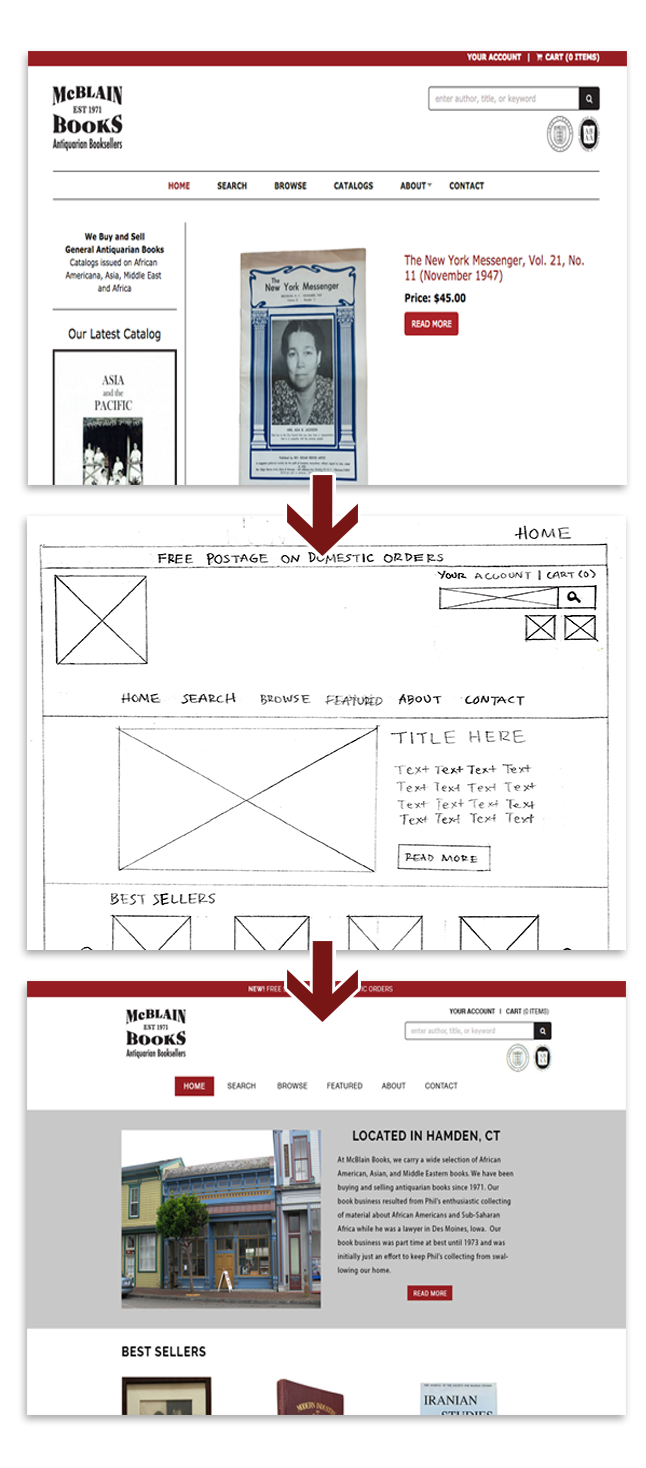 YOUR ACCOUNT | CART (0 ITEMS)
McBLAIN
EST 1971
BOOKS
Antiquarian Booksellers
enter author, title, or keyword
HOME SEARCH BROWSE CATALOGS ABOUT CONTACT
We Buy and Sell
General Antiquarian Books
Catalogs issued on African
Americana, Asia, Middle East
and Africa
Our Latest Catalog
ASIA
and the
PACIFIC
The
New York Messenger
The New York Messenger, Vol. 21, No.
11 (November 1947)
Price: $45.00
READ MORE
HOME
FREE POSTAGE ON DOMESTIC ORDERS
YOUR ACCOUNT | CART (0)
HOME SEARCH BROWSE FEATURED ABOUT CONTACT
TITLE HERE
Text Text Text Text
Text Text Text Text
Text Text Text Text
Text Text Text Text
READ MORE
BEST SELLERS
NEW! FREE ORDERS
McBLAIN
EST 1971
BOOKS
Antiquarian Booksellers
YOUR ACCOUNT | CART (0 ITEMS)
enter author, title, or keyword
HOME SEARCH BROWSE FEATURED ABOUT CONTACT
LOCATED IN HAMDEN, CT
At McBlain Books, we carry a wide selection of African
American, Asian, and Middle Eastern books. We have been
buying and selling antiquarian books since 1971. Our
book business resulted from Phil's enthusiastic collecting
of material about African Americans and Sub-Saharan
Africa while he was a lawyer in Des Moines, Iowa. Our
book business was part time at best until 1973 and was
initially just an effort to keep Phil's collecting from swal-
lowing our home.
READ MORE
BEST SELLERS
MODERN INDUSTRY
IRANIAN
STUDIES